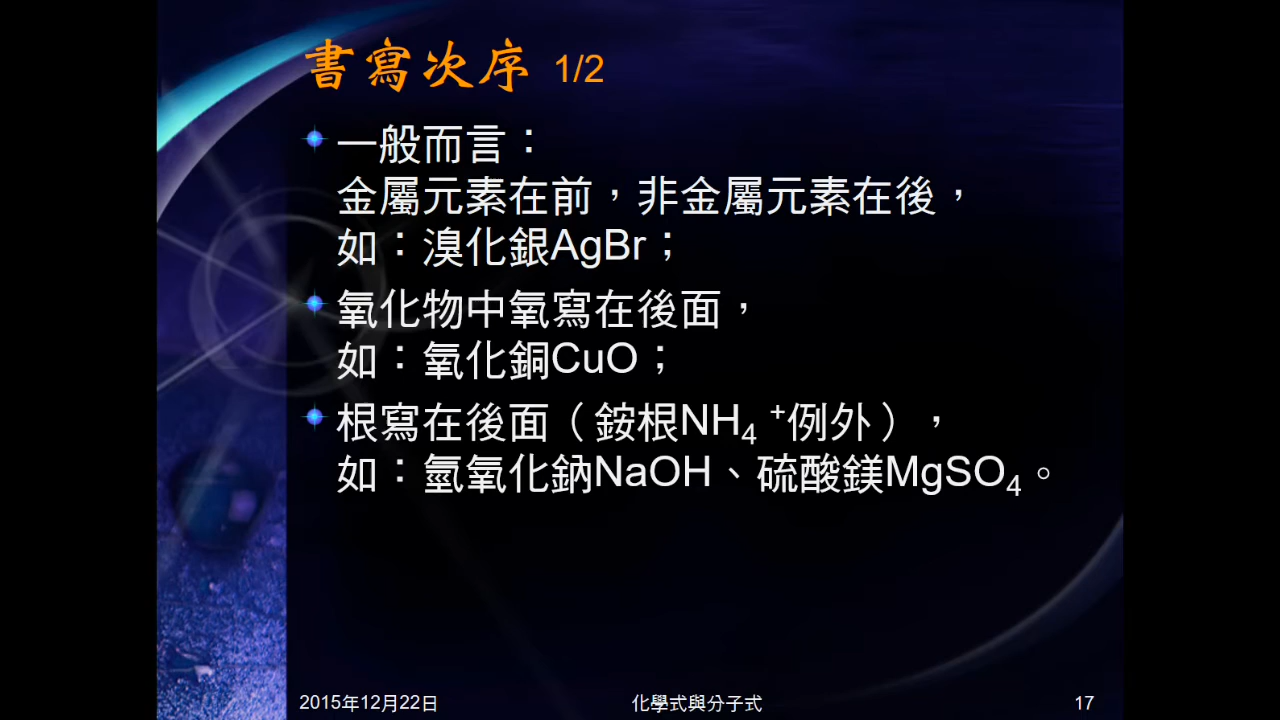 書寫次序 1/2
一般而言：
金屬元素在前，非金屬元素在後，
如：溴化銀AgBr；
氧化物中氧寫在後面，
如：氧化銅CuO；
根寫在後面（銨根NH₄⁺例外），
如：氫氧化鈉NaOH、硫酸鎂MgSO₄。
2015年12月22日
化學式與分子式
17